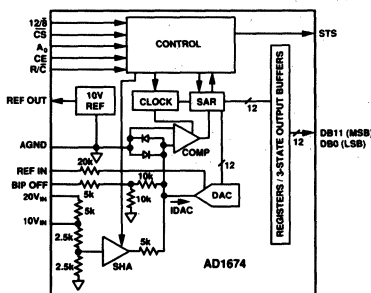 12/8̅
C̅S̅
A₀
CE
R/C̅
REF OUT
AGND
REF IN
BIP OFF
20VIN
10VIN
CONTROL
STS
10V
REF
CLOCK
SAR
COMP
12
12
12
DAC
IDAC
REGISTERS / 3-STATE OUTPUT BUFFERS
DB11 (MSB)
DB0 (LSB)
20k
5k
10k
10k
5k
2.5k
2.5k
5k
SHA
AD1674